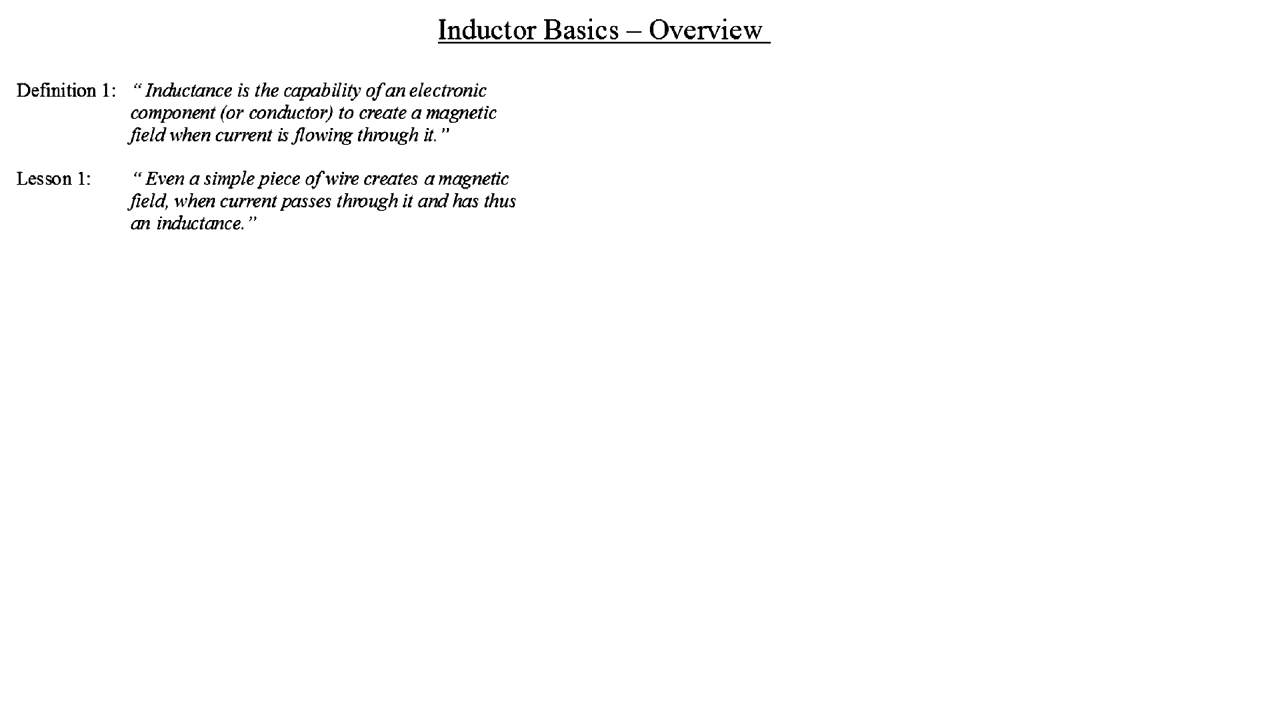 Inductor Basics – Overview
Definition 1: “Inductance is the capability of an electronic
component (or conductor) to create a magnetic
field when current is flowing through it.”
Lesson 1: “Even a simple piece of wire creates a magnetic
field, when current passes through it and has thus
an inductance.”